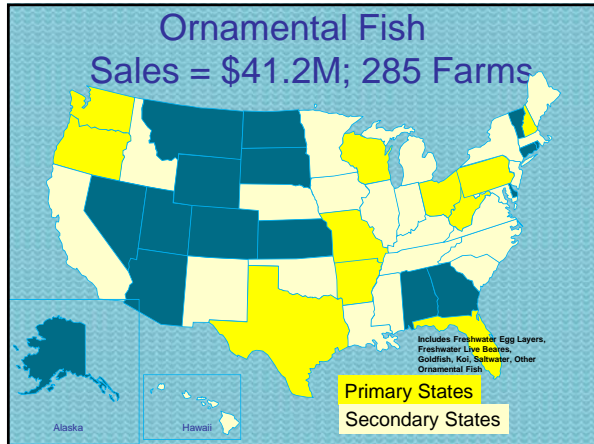 Ornamental Fish
Sales = $41.2M; 285 Farms
Includes Freshwater Egg Layers,
Freshwater Live Beares,
Goldfish, Koi, Saltwater, Other
Ornamental Fish
Primary States
Secondary States
Alaska
Hawaii